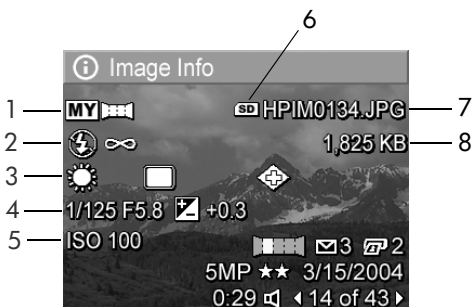 6
Image Info
1 MY SD HPIM0134.JPG 7
2 1,825 KB 8
3
4 1/125 F5.8 +0.3
5 ISO 100
3 2
5MP ★★ 3/15/2004
0:29 14 of 43